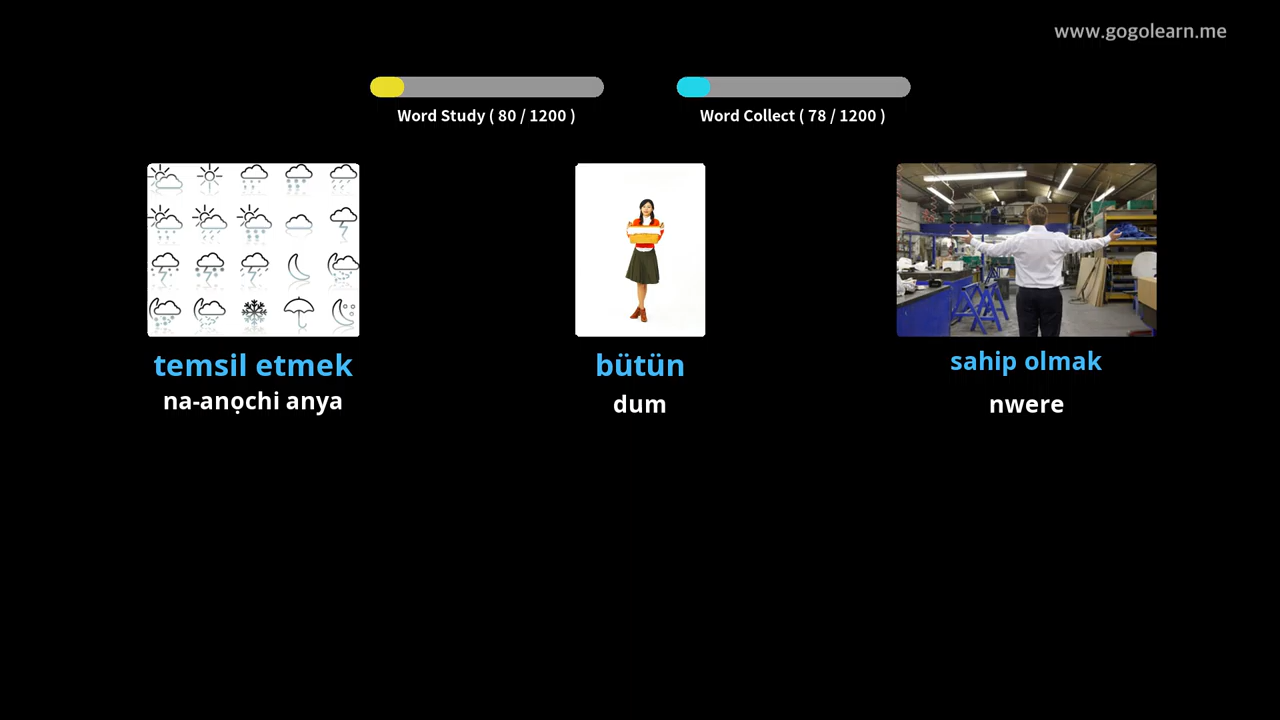 www.gogolearn.me
Word Study ( 80 / 1200 )
Word Collect ( 78 / 1200 )
temsil etmek
na-anọchi anya
bütün
dum
sahip olmak
nwere